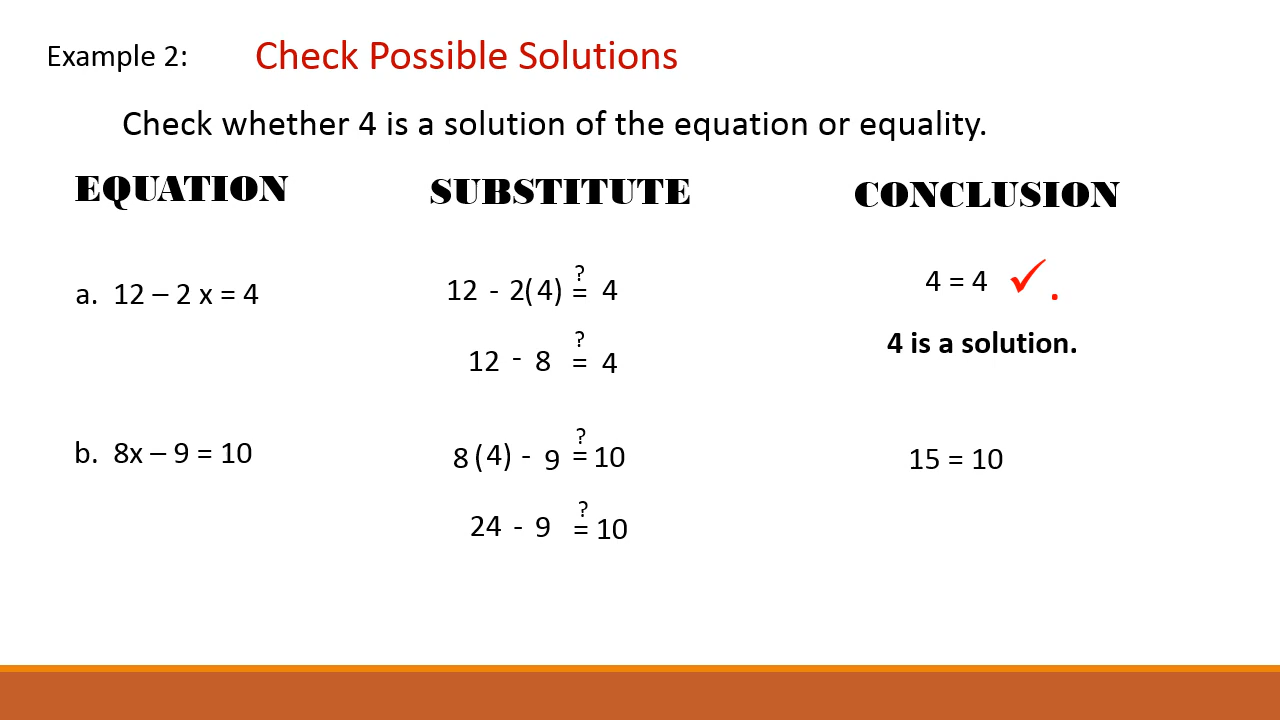 Example 2: Check Possible Solutions
Check whether 4 is a solution of the equation or equality.
EQUATION SUBSTITUTE CONCLUSION
a. 12 – 2 x = 4 12 - 2(4) ≟ 4 4 = 4 ✓.
12 - 8 ≟ 4 4 is a solution.
b. 8x – 9 = 10 8(4) - 9 ≟ 10 15 = 10
24 - 9 ≟ 10